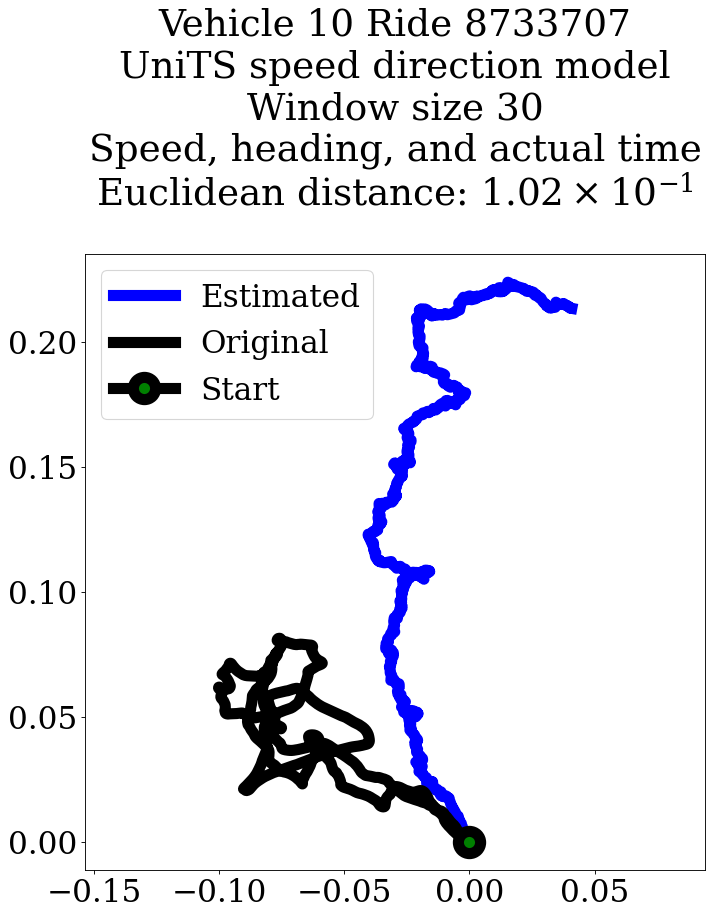 Vehicle 10 Ride 8733707
UniTS speed direction model
Window size 30
Speed, heading, and actual time
Euclidean distance: 1.02 × 10⁻¹
Estimated
Original
Start
0.20
0.15
0.10
0.05
0.00
−0.15 −0.10 −0.05 0.00 0.05